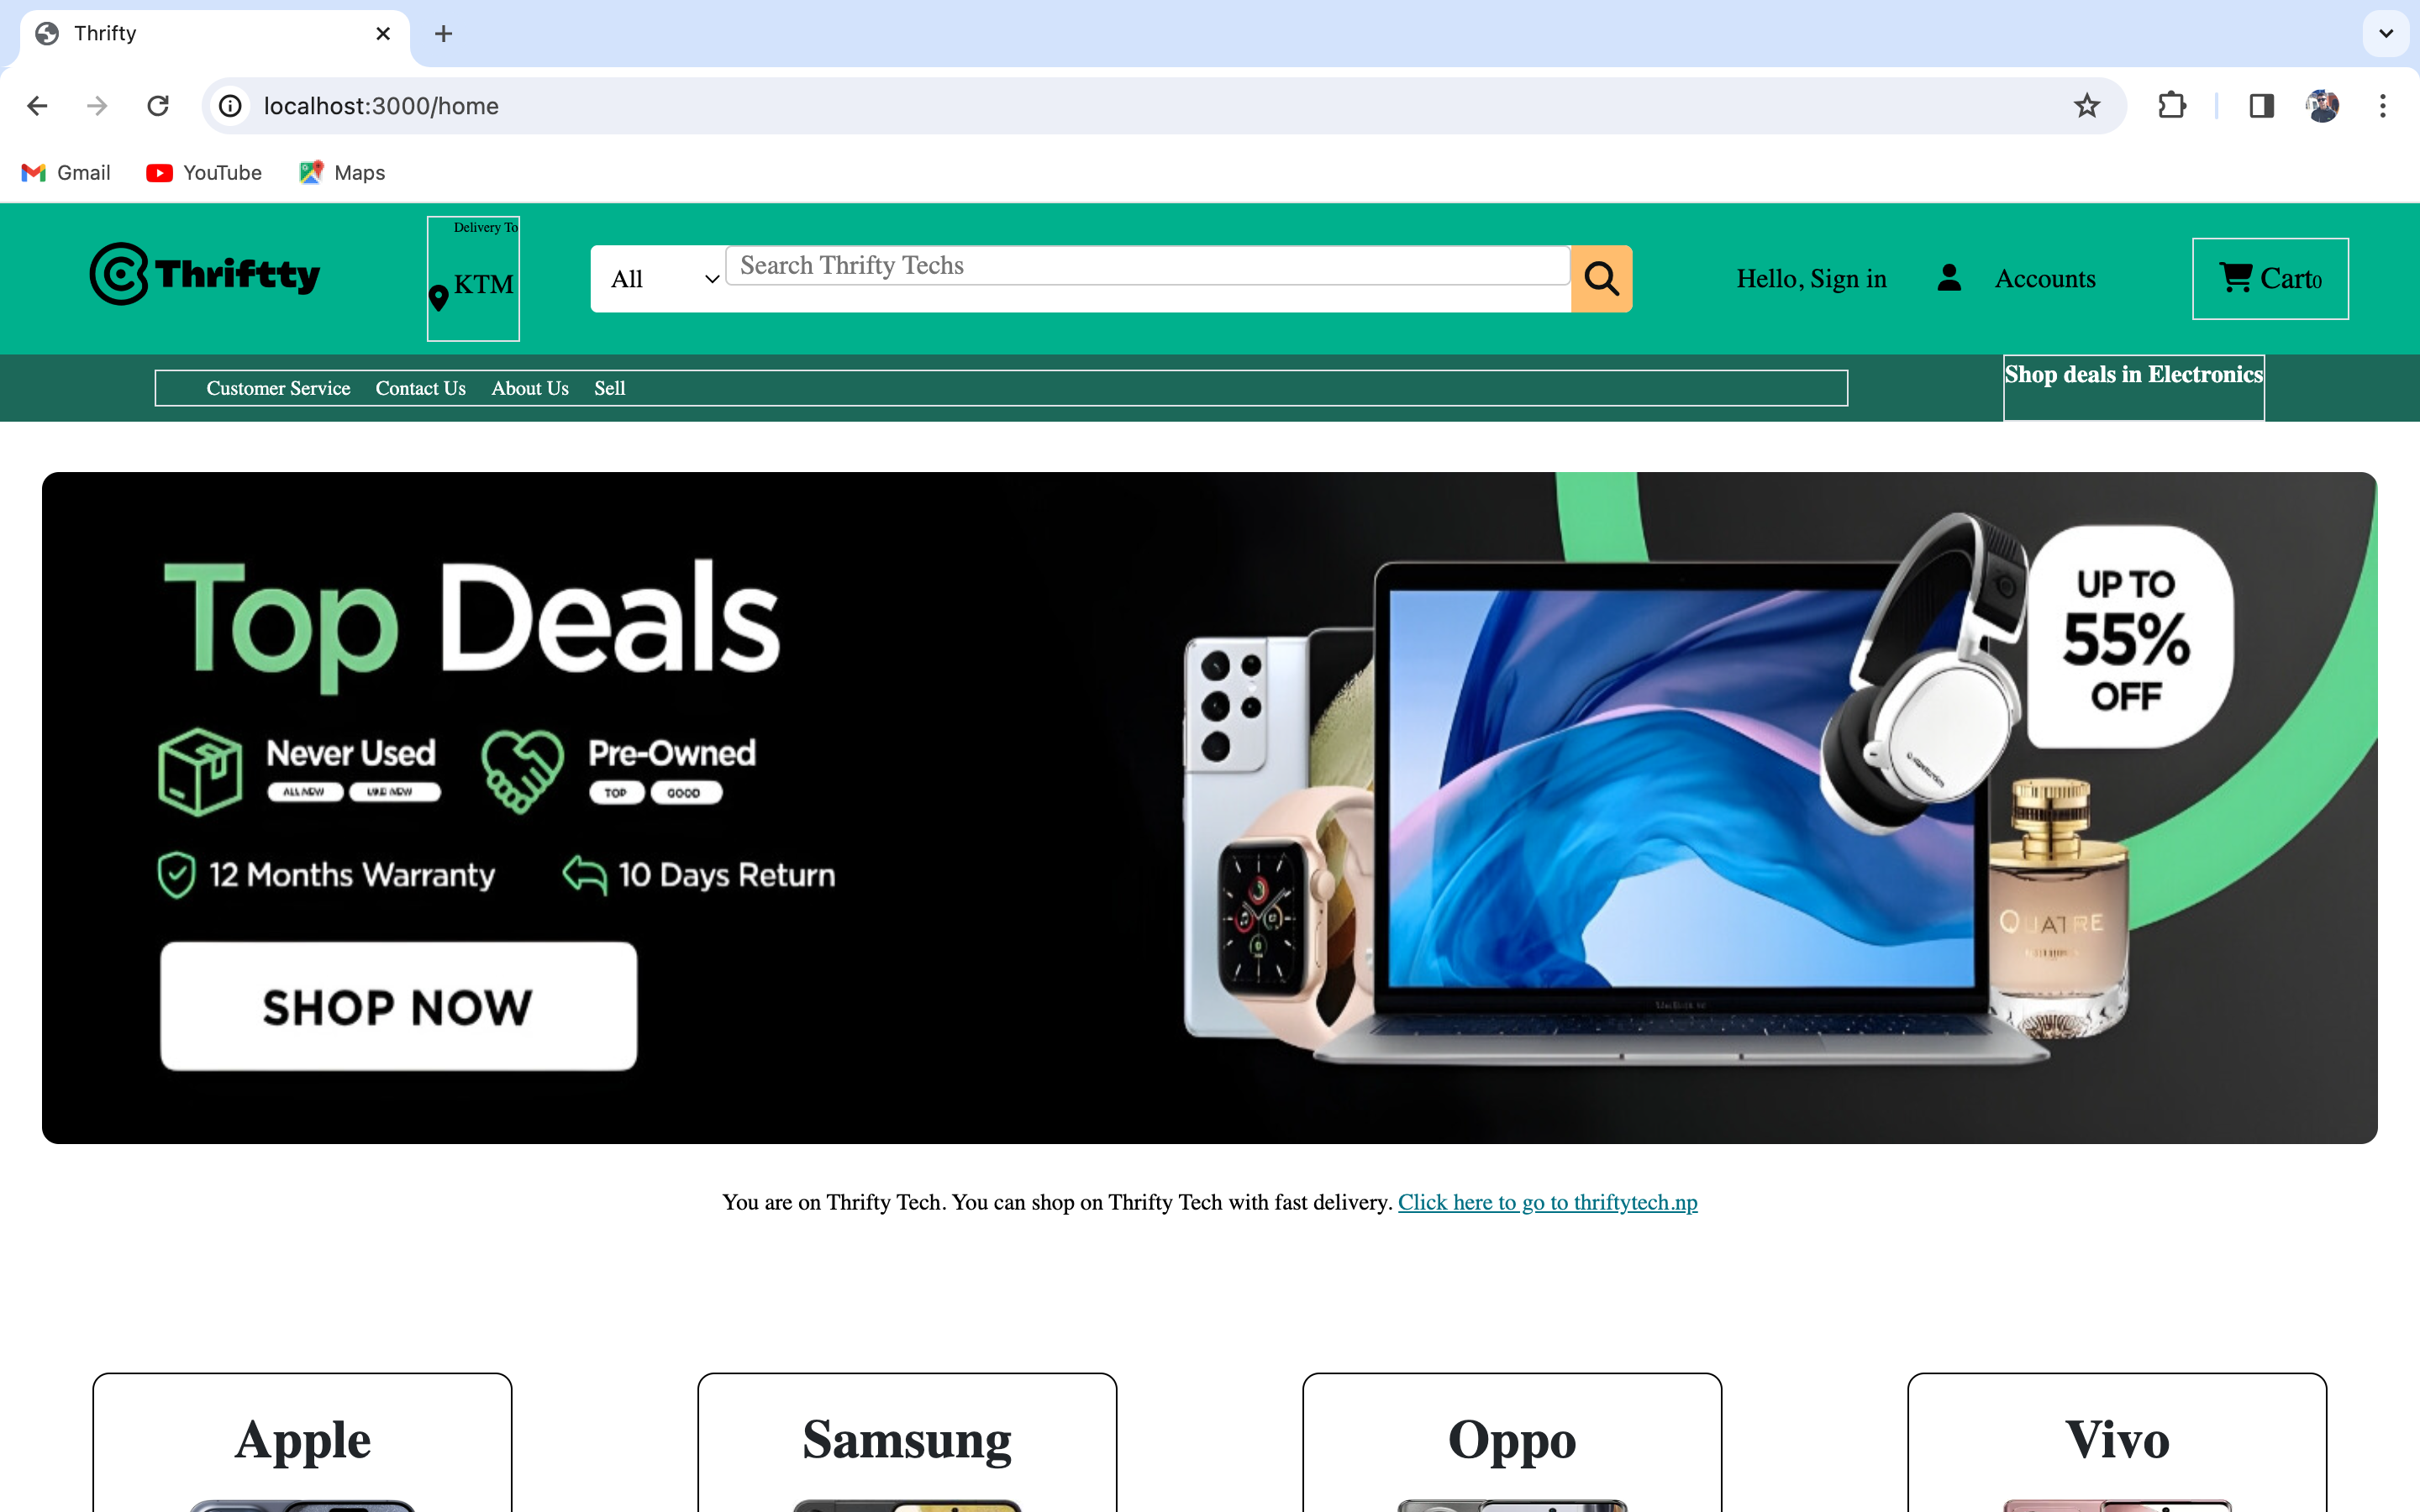 Thrifty
localhost:3000/home
Gmail YouTube Maps
Thriftty
Delivery To
KTM
All
Search Thrifty Techs
Hello, Sign in
Accounts
Cart0
Customer Service Contact Us About Us Sell
Shop deals in Electronics
Top Deals
UP TO
55%
OFF
Never Used
ALL NEW LIKE NEW
Pre-Owned
TOP GOOD
12 Months Warranty
10 Days Return
QUATRE
SHOP NOW
You are on Thrifty Tech. You can shop on Thrifty Tech with fast delivery. Click here to go to thriftytech.np
Apple Samsung Oppo Vivo